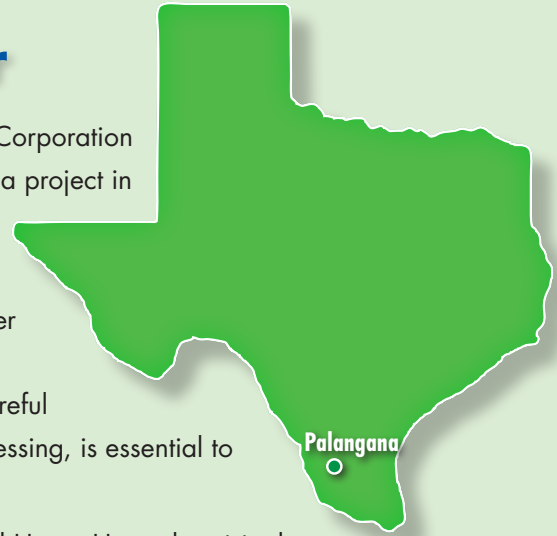 Corporation
a project in
er
reful
essing, is essential to
Palangana